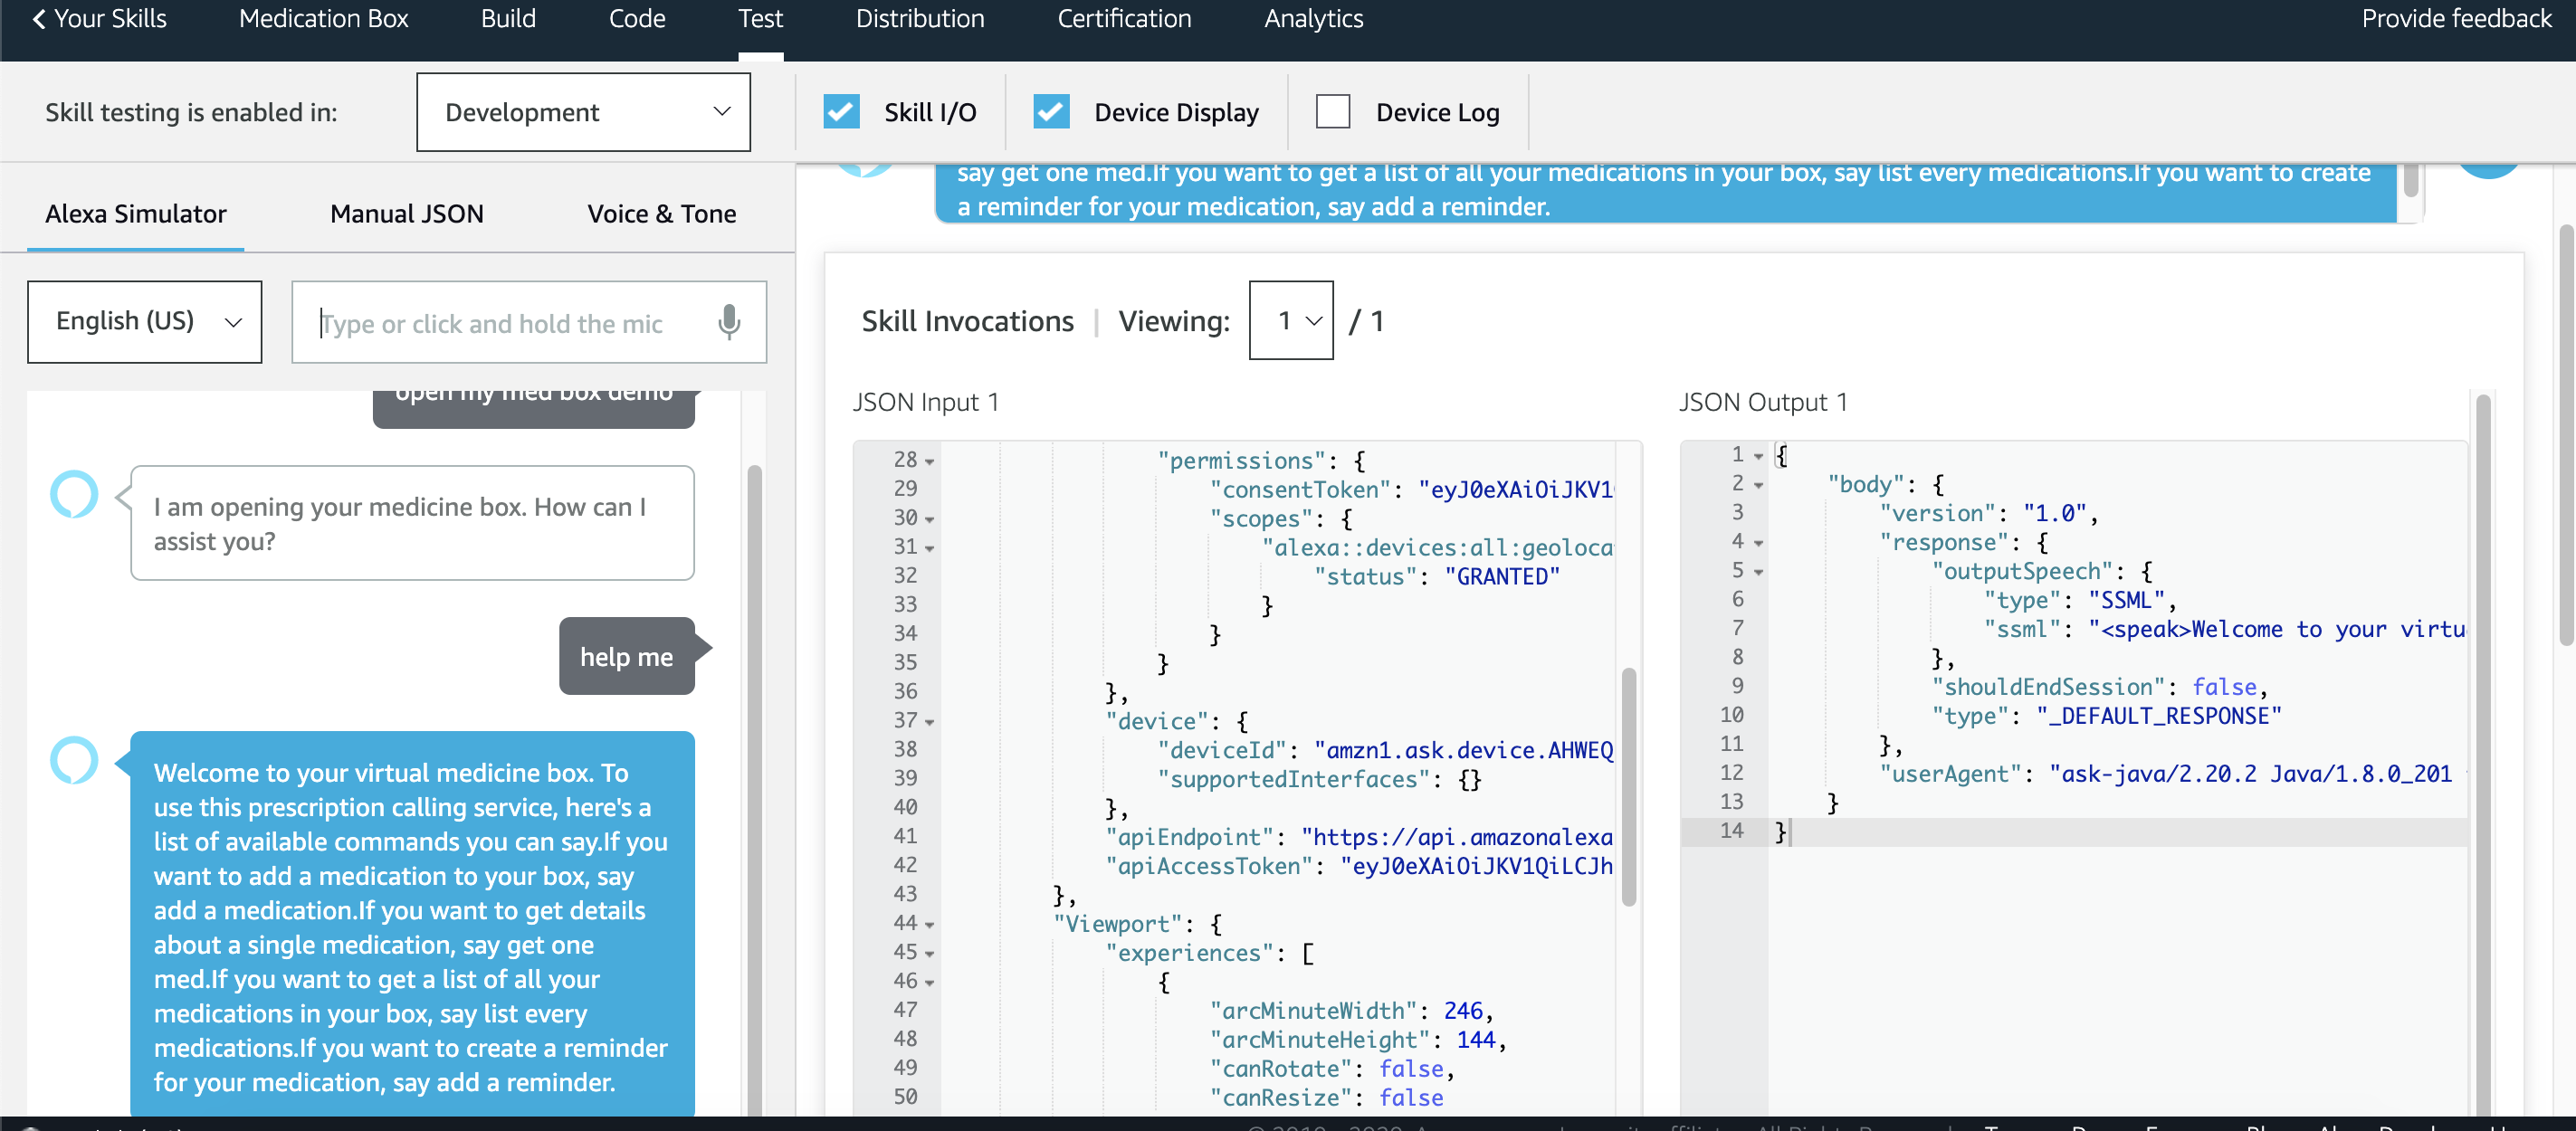 Your Skills
Medication Box
Build
Code
Test
Distribution
Certification
Analytics
Provide feedback
Skill testing is enabled in:
Development
Skill I/O
Device Display
Device Log
Alexa Simulator
Manual JSON
Voice & Tone
English (US)
Type or click and hold the mic
open my med box demo
I am opening your medicine box. How can I
assist you?
help me
Welcome to your virtual medicine box. To
use this prescription calling service, here's a
list of available commands you can say.If you
want to add a medication to your box, say
add a medication.If you want to get details
about a single medication, say get one
med.If you want to get a list of all your
medications in your box, say list every
medications.If you want to create a reminder
for your medication, say add a reminder.
say get one med.If you want to get a list of all your medications in your box, say list every medications.If you want to create
a reminder for your medication, say add a reminder.
Skill Invocations | Viewing: 1 / 1
JSON Input 1
28 "permissions": {
29 "consentToken": "eyJ0eXAiOiJKV1
30 "scopes": {
31 "alexa::devices:all:geoloca
32 "status": "GRANTED"
33 }
34 }
35 }
36 },
37 "device": {
38 "deviceId": "amzn1.ask.device.AHWEQ
39 "supportedInterfaces": {}
40 },
41 "apiEndpoint": "https://api.amazonalexa
42 "apiAccessToken": "eyJ0eXAiOiJKV1QiLCJh
43 },
44 "Viewport": {
45 "experiences": [
46 {
47 "arcMinuteWidth": 246,
48 "arcMinuteHeight": 144,
49 "canRotate": false,
50 "canResize": false
JSON Output 1
1 {
2 "body": {
3 "version": "1.0",
4 "response": {
5 "outputSpeech": {
6 "type": "SSML",
7 "ssml": "<speak>Welcome to your virtu
8 },
9 "shouldEndSession": false,
10 "type": "_DEFAULT_RESPONSE"
11 },
12 "userAgent": "ask-java/2.20.2 Java/1.8.0_201
13 }
14 }